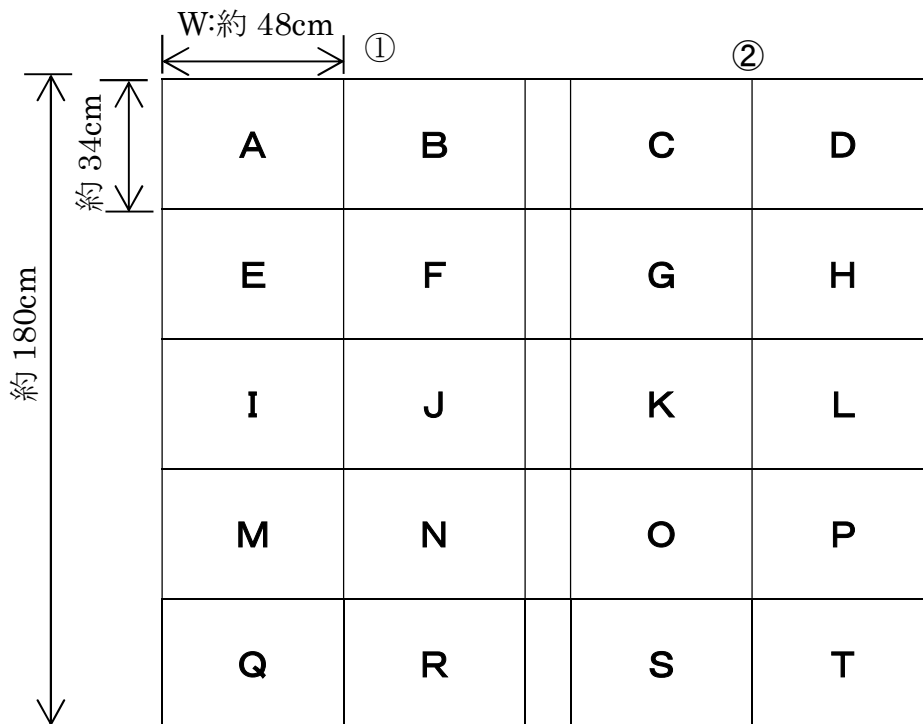 W:約 48cm
① ②
約 34cm
約 180cm
A B C D
E F G H
I J K L
M N O P
Q R S T